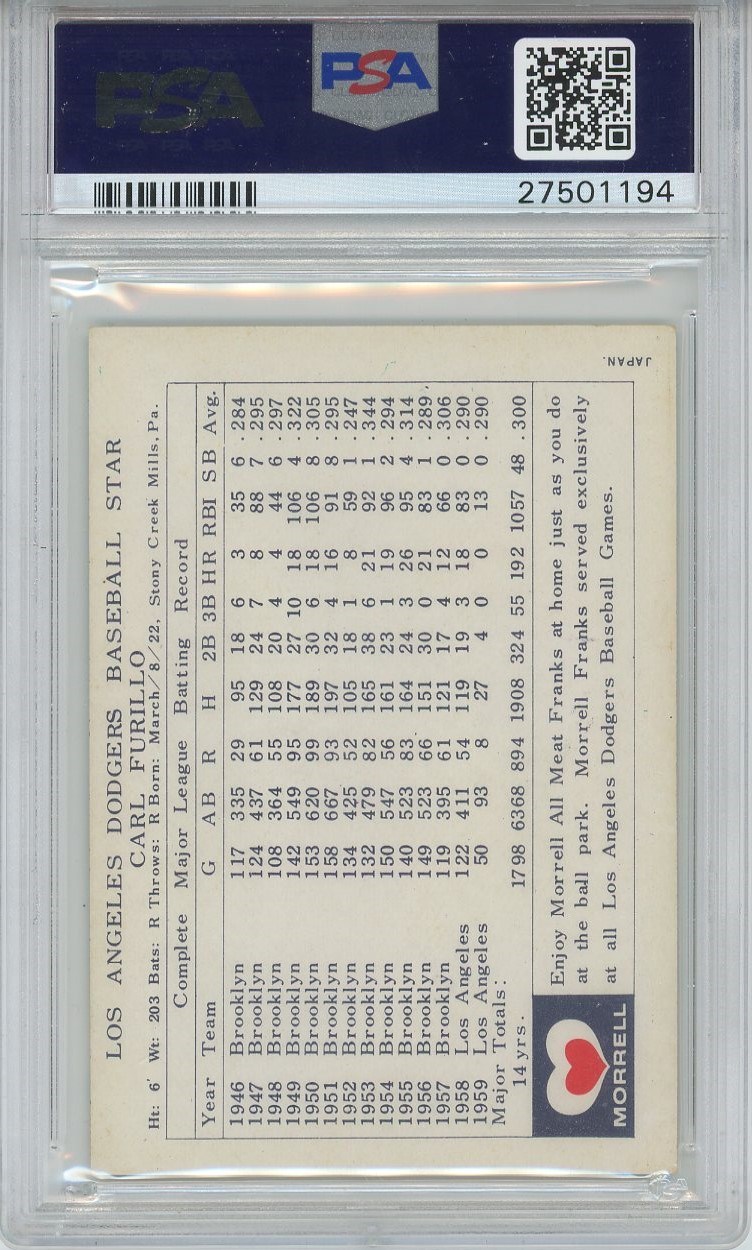 PSA
PSA
27501194
LOS ANGELES DODGERS BASEBALL STAR
CARL FURILLO
Ht: 6' Wt: 203 Bats: R Throws: R Born: March/8/22, Stony Creek Mills, Pa.
Complete Major League Batting Record
Year Team G AB R H 2B 3B HR RBI SB Avg.
1946 Brooklyn 117 335 29 95 18 6 3 35 6 .284
1947 Brooklyn 124 437 61 129 24 7 8 88 7 .295
1948 Brooklyn 108 364 55 108 20 4 4 44 6 .297
1949 Brooklyn 142 549 95 177 27 10 18 106 4 .322
1950 Brooklyn 153 620 99 189 30 6 18 106 8 .305
1951 Brooklyn 158 667 93 197 32 4 16 91 8 .295
1952 Brooklyn 134 425 52 105 18 1 8 59 1 .247
1953 Brooklyn 132 479 82 165 38 6 21 92 1 .344
1954 Brooklyn 150 547 56 161 23 1 19 96 2 .294
1955 Brooklyn 140 523 83 164 24 3 26 95 4 .314
1956 Brooklyn 149 523 66 151 30 0 21 83 1 .289
1957 Brooklyn 119 395 61 121 17 4 12 66 0 .306
1958 Los Angeles 122 411 54 119 19 3 18 83 0 .290
1959 Los Angeles 50 93 8 27 4 0 0 13 0 .290
Major Totals:
14 yrs. 1798 6368 894 1908 324 55 192 1057 48 .300
Enjoy Morrell All Meat Franks at home just as you do
at the ball park. Morrell Franks served exclusively
at all Los Angeles Dodgers Baseball Games.
MORRELL
JAPAN.